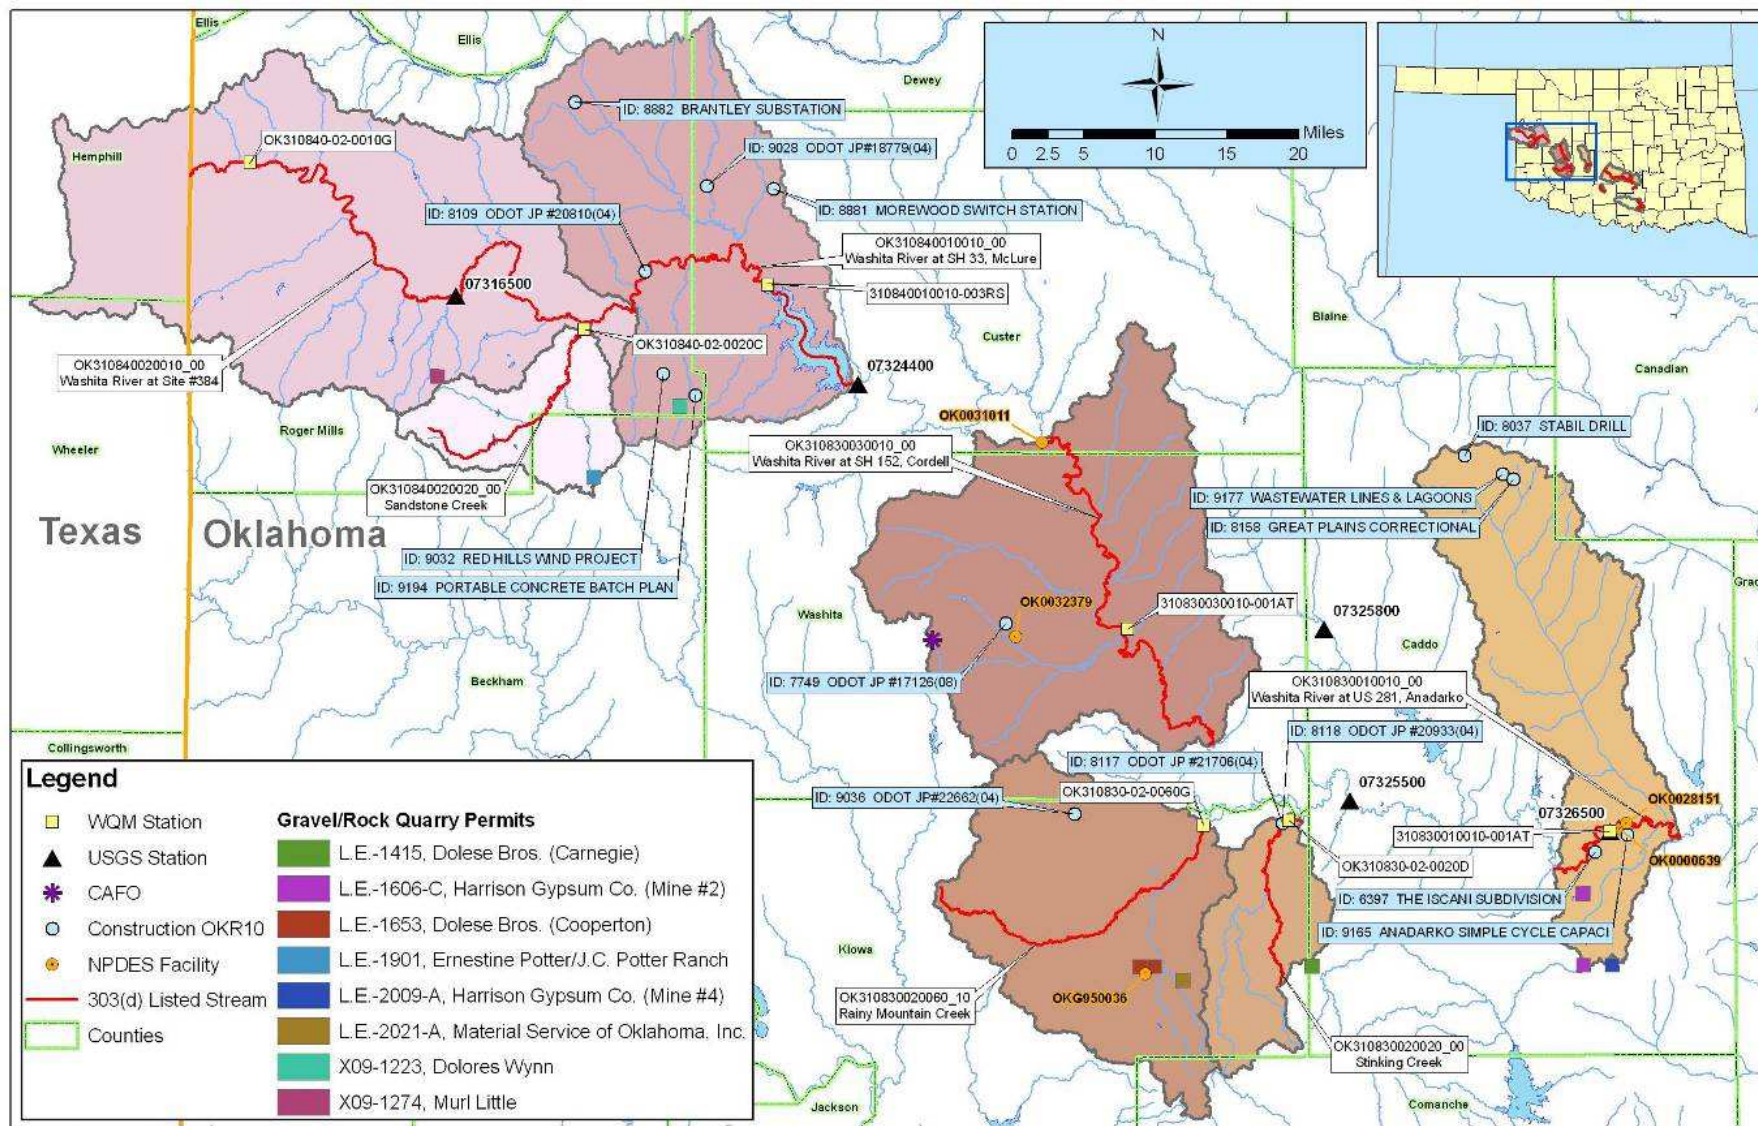 Ellis
Ellis
Dewey
N
Miles
0 2.5 5 10 15 20
ID: 8882 BRANTLEY SUBSTATION
OK310840-02-0010G
Hemphill
ID: 9028 ODOT JP#18779(04)
ID: 8109 ODOT JP #20810(04)
ID: 8881 MOREWOOD SWITCH STATION
OK310840010010_00
Washita River at SH 33, McLure
07316500
310840010010-003RS
Custer
Blaine
OK310840-02-0020C
07324400
OK310840020010_00
Washita River at Site #384
Canadian
OK0031011
Roger Mills
ID: 8037 STABIL DRILL
Wheeler
OK310830030010_00
Washita River at SH 152, Cordell
OK310840020020_00
Sandstone Creek
ID: 9177 WASTEWATER LINES & LAGOONS
ID: 8158 GREAT PLAINS CORRECTIONAL
Texas
Oklahoma
ID: 9032 RED HILLS WIND PROJECT
ID: 9194 PORTABLE CONCRETE BATCH PLAN
Grad
OK0032379
310830030010-001AT
07325800
Washita
Caddo
Beckham
ID: 7749 ODOT JP #17126(08)
OK310830010010_00
Washita River at US 281, Anadarko
ID: 8118 ODOT JP #20933(04)
Collingsworth
ID: 8117 ODOT JP #21706(04)
07325500
OK310830-02-0060G
ID: 9036 ODOT JP#22662(04)
OK0028151
07326500
310830010010-001AT
OK0000639
OK310830-02-0020D
ID: 6397 THE ISCANI SUBDIVISION
ID: 9165 ANADARKO SIMPLE CYCLE CAPACI
Kiowa
OKG950036
OK310830020060_10
Rainy Mountain Creek
OK310830020020_00
Stinking Creek
Jackson
Comanche
Legend
WQM Station
USGS Station
CAFO
Construction OKR10
NPDES Facility
303(d) Listed Stream
Counties
Gravel/Rock Quarry Permits
L.E.-1415, Dolese Bros. (Carnegie)
L.E.-1606-C, Harrison Gypsum Co. (Mine #2)
L.E.-1653, Dolese Bros. (Cooperton)
L.E.-1901, Ernestine Potter/J.C. Potter Ranch
L.E.-2009-A, Harrison Gypsum Co. (Mine #4)
L.E.-2021-A, Material Service of Oklahoma. Inc.
X09-1223, Dolores Wynn
X09-1274, Murl Little